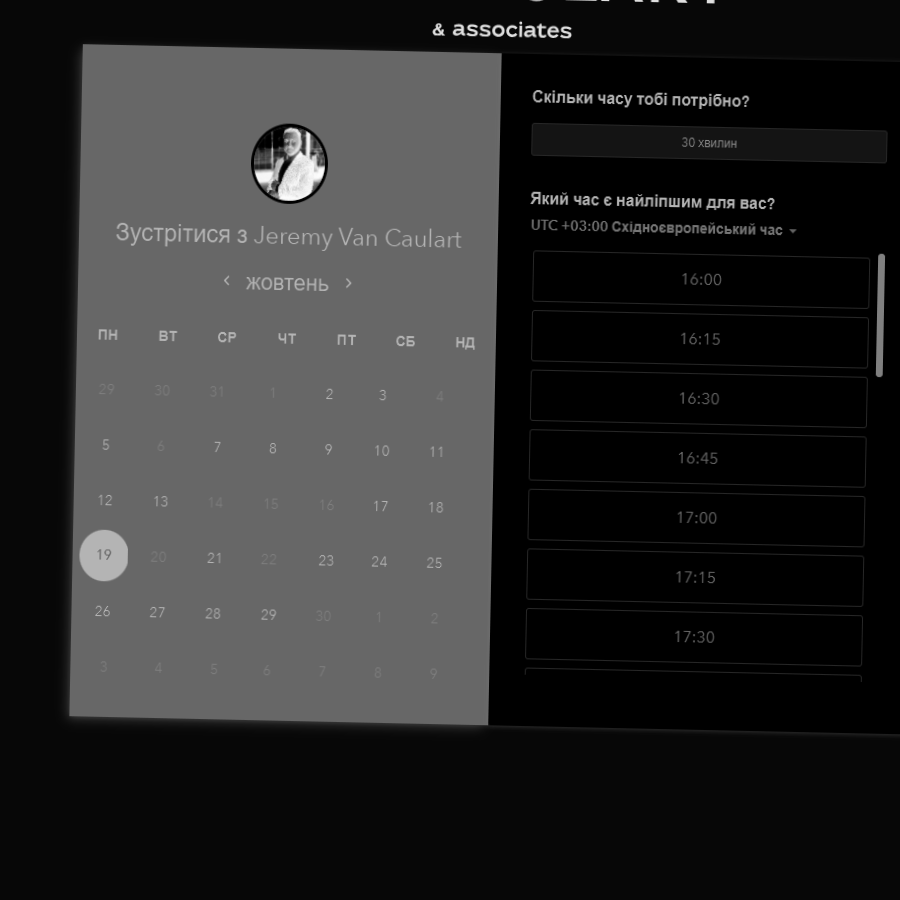 & associates
Зустрітися з Jeremy Van Caulart
жовтень
ПН ВТ СР ЧТ ПТ СБ НД
29 30 31 1 2 3 4
5 6 7 8 9 10 11
12 13 14 15 16 17 18
19 20 21 22 23 24 25
26 27 28 29 30 1 2
3 4 5 6 7 8 9
Скільки часу тобі потрібно?
30 хвилин
Який час є найліпшим для вас?
UTC +03:00 Східноєвропейський час
16:00
16:15
16:30
16:45
17:00
17:15
17:30